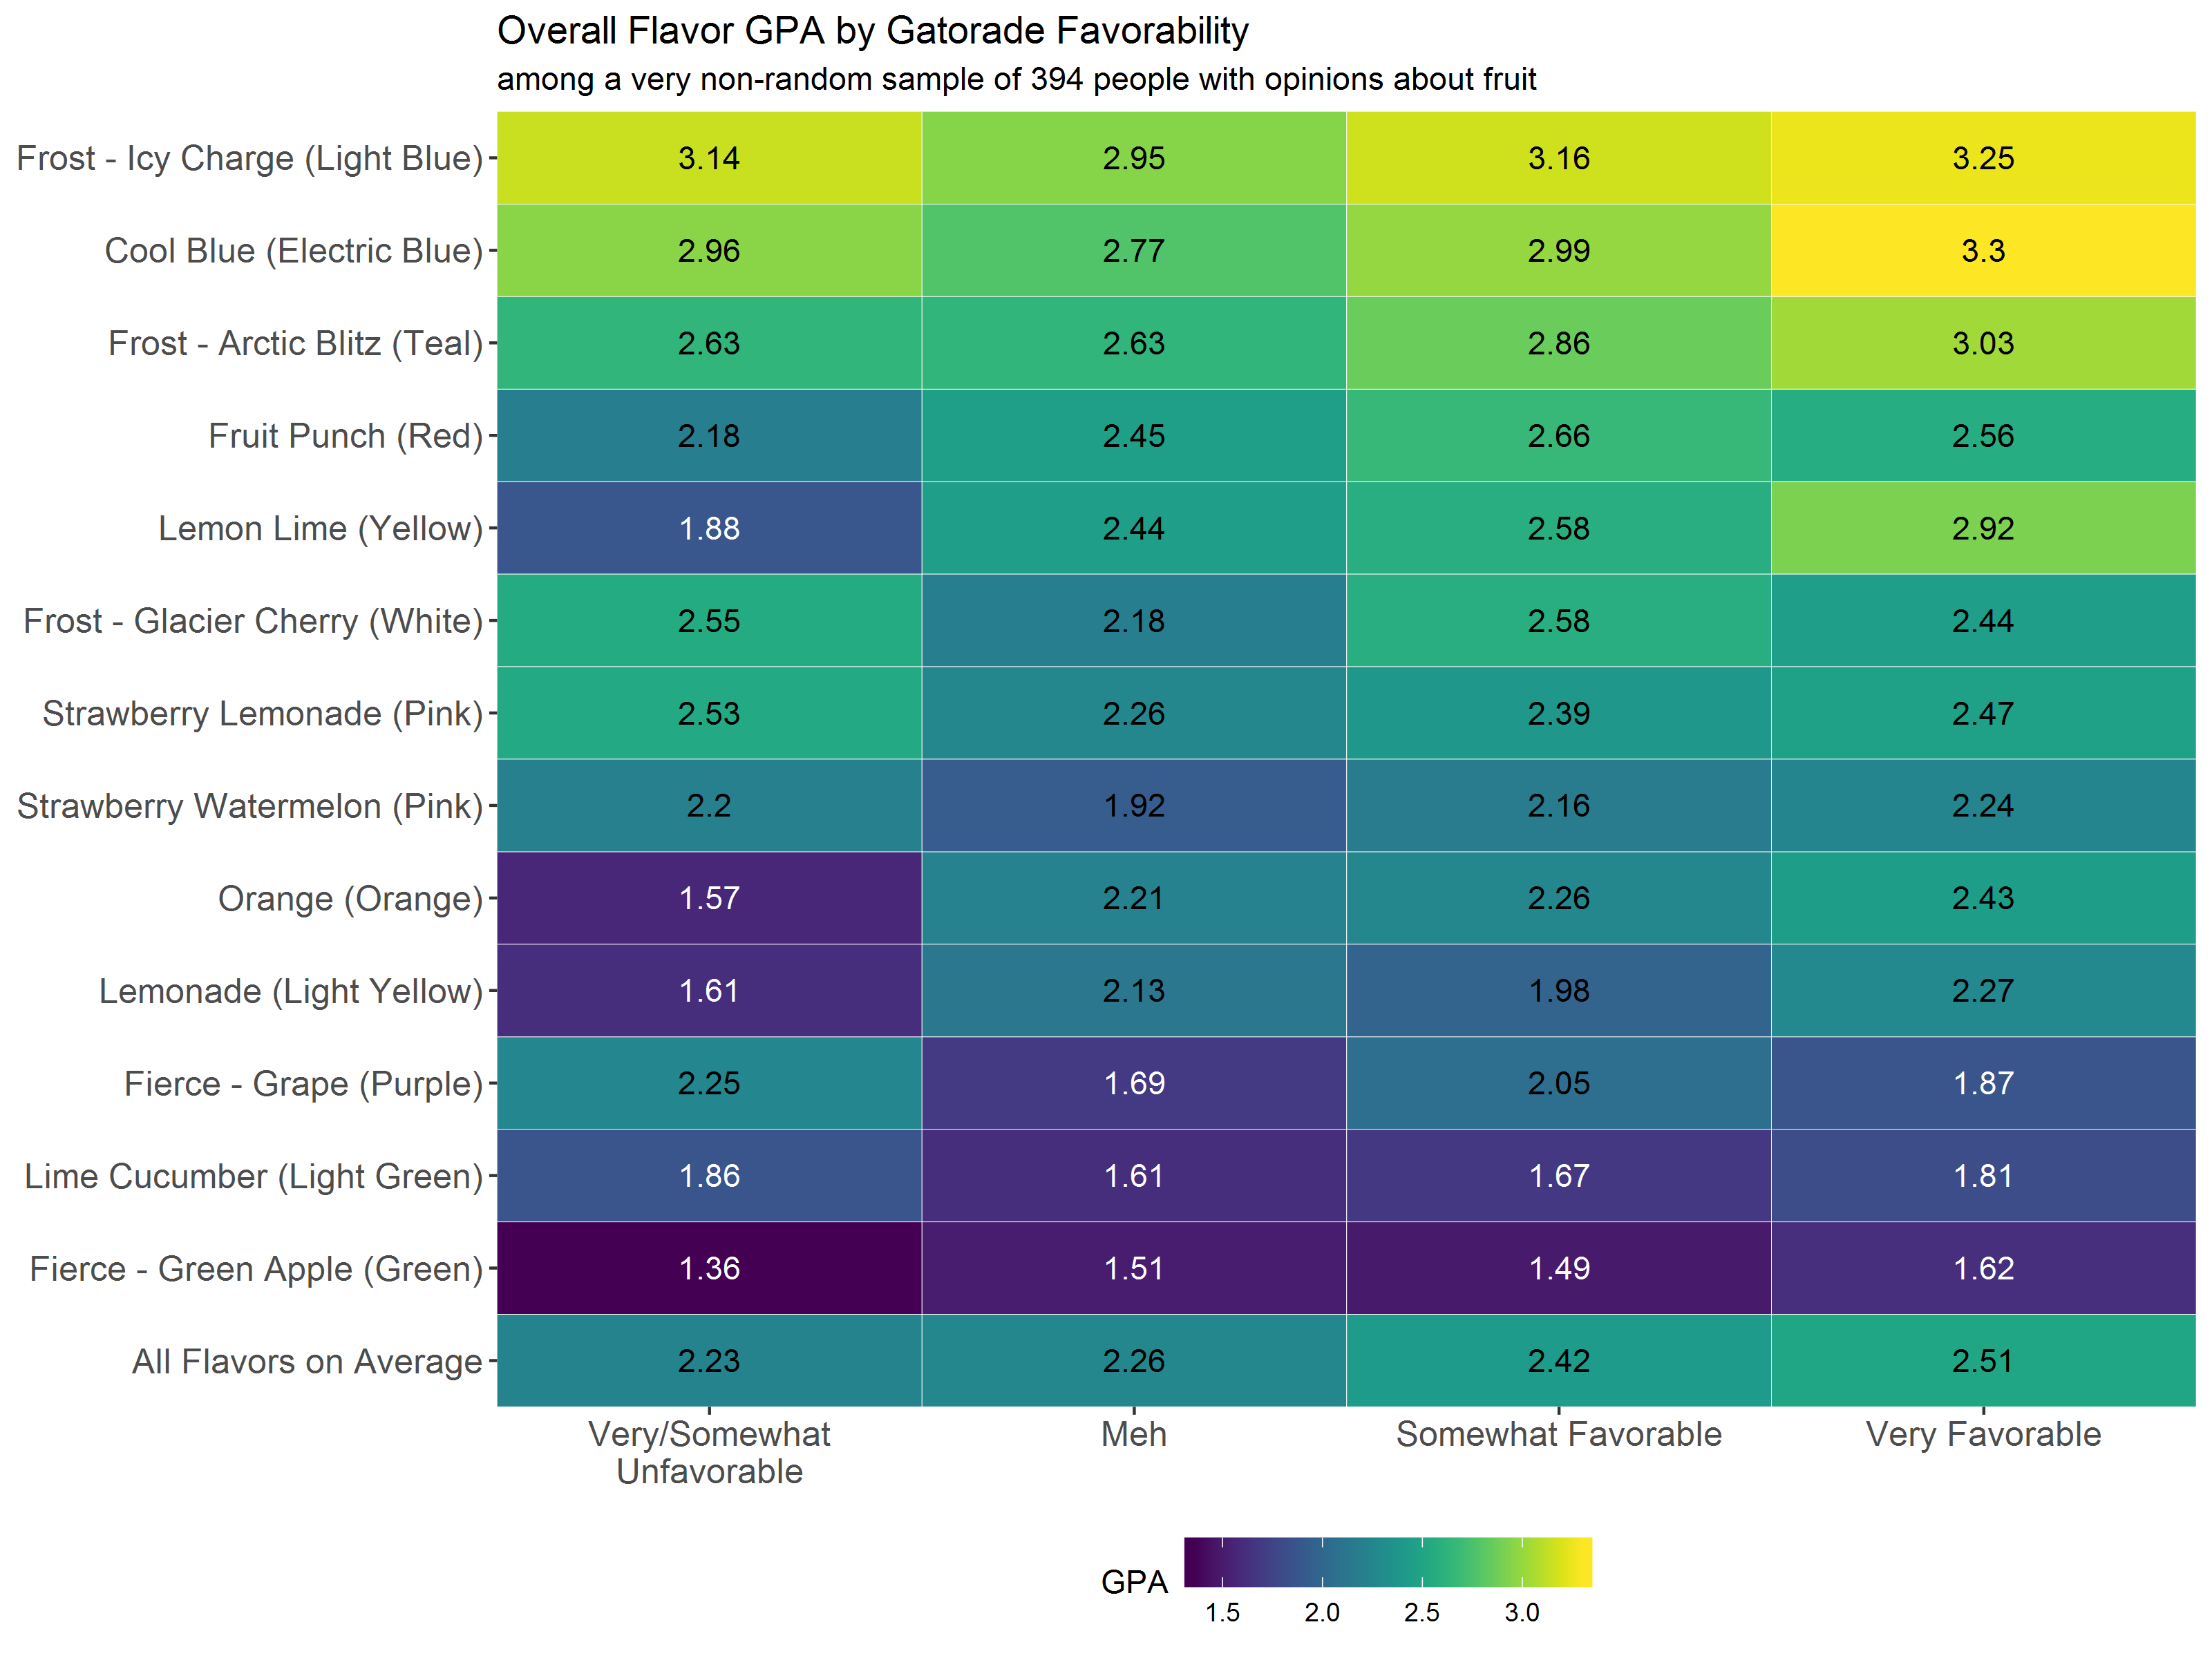 Overall Flavor GPA by Gatorade Favorability
among a very non-random sample of 394 people with opinions about fruit
Frost - Icy Charge (Light Blue) 3.14 2.95 3.16 3.25
Cool Blue (Electric Blue) 2.96 2.77 2.99 3.3
Frost - Arctic Blitz (Teal) 2.63 2.63 2.86 3.03
Fruit Punch (Red) 2.18 2.45 2.66 2.56
Lemon Lime (Yellow) 1.88 2.44 2.58 2.92
Frost - Glacier Cherry (White) 2.55 2.18 2.58 2.44
Strawberry Lemonade (Pink) 2.53 2.26 2.39 2.47
Strawberry Watermelon (Pink) 2.2 1.92 2.16 2.24
Orange (Orange) 1.57 2.21 2.26 2.43
Lemonade (Light Yellow) 1.61 2.13 1.98 2.27
Fierce - Grape (Purple) 2.25 1.69 2.05 1.87
Lime Cucumber (Light Green) 1.86 1.61 1.67 1.81
Fierce - Green Apple (Green) 1.36 1.51 1.49 1.62
All Flavors on Average 2.23 2.26 2.42 2.51
Very/Somewhat Meh Somewhat Favorable Very Favorable
Unfavorable
GPA
1.5 2.0 2.5 3.0